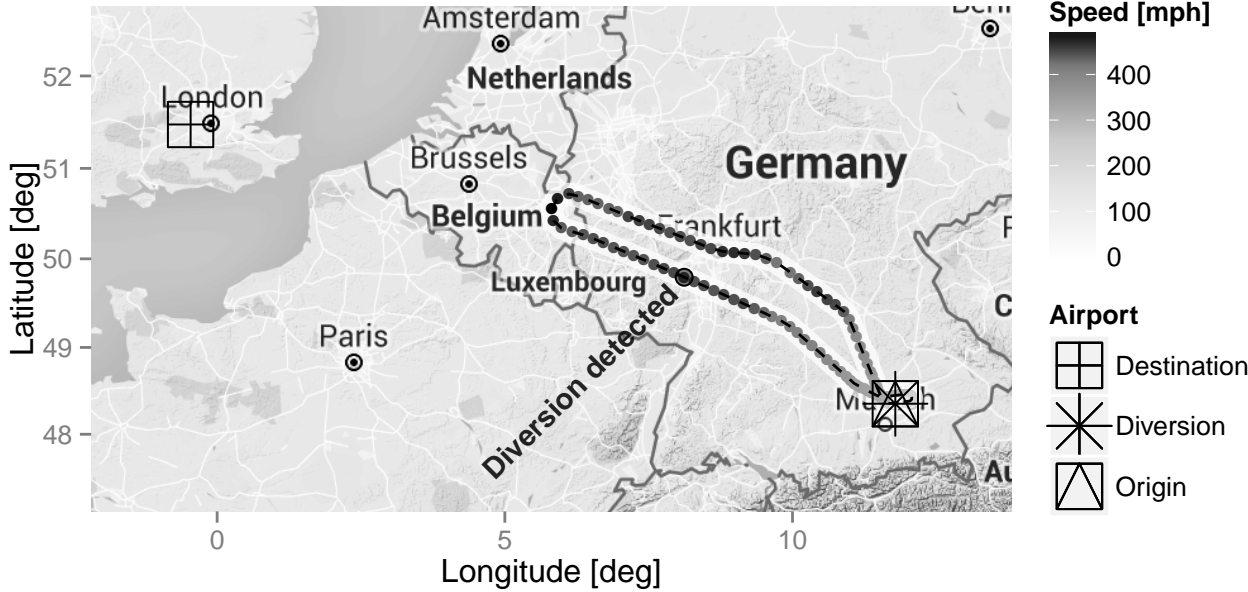 Amsterdam
Speed [mph]
52
Netherlands
400
London
300
200
100
0
51
Brussels
Germany
Belgium
Frankfurt
50
Luxembourg
Latitude [deg]
Diversion detected
Airport
Paris
49
Destination
Diversion
Origin
48
0
5
10
Longitude [deg]